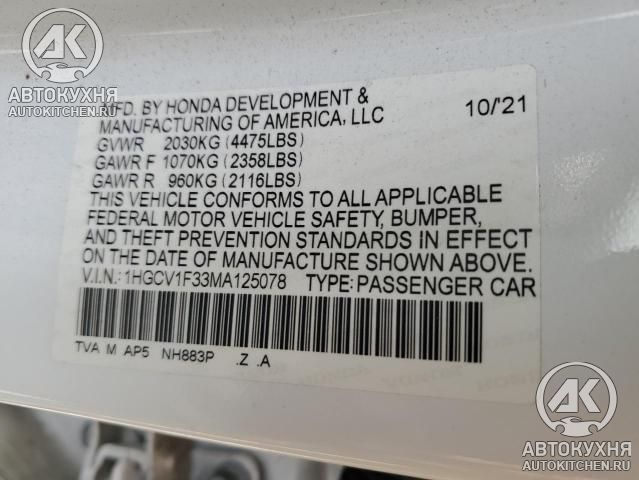 АВТОКУХНЯ
AUTOKITCHEN.RU
MFD. BY HONDA DEVELOPMENT &
MANUFACTURING OF AMERICA, LLC
10/'21
GVWR 2030KG (4475LBS)
GAWR F 1070KG (2358LBS)
GAWR R 960KG (2116LBS)
THIS VEHICLE CONFORMS TO ALL APPLICABLE
FEDERAL MOTOR VEHICLE SAFETY, BUMPER,
AND THEFT PREVENTION STANDARDS IN EFFECT
ON THE DATE OF MANUFACTURE SHOWN ABOVE.
V.I.N.: 1HGCV1F33MA125078 TYPE: PASSENGER CAR
TVA M AP5 NH883P .Z .A
АВТОКУХНЯ
AUTOKITCHEN.RU